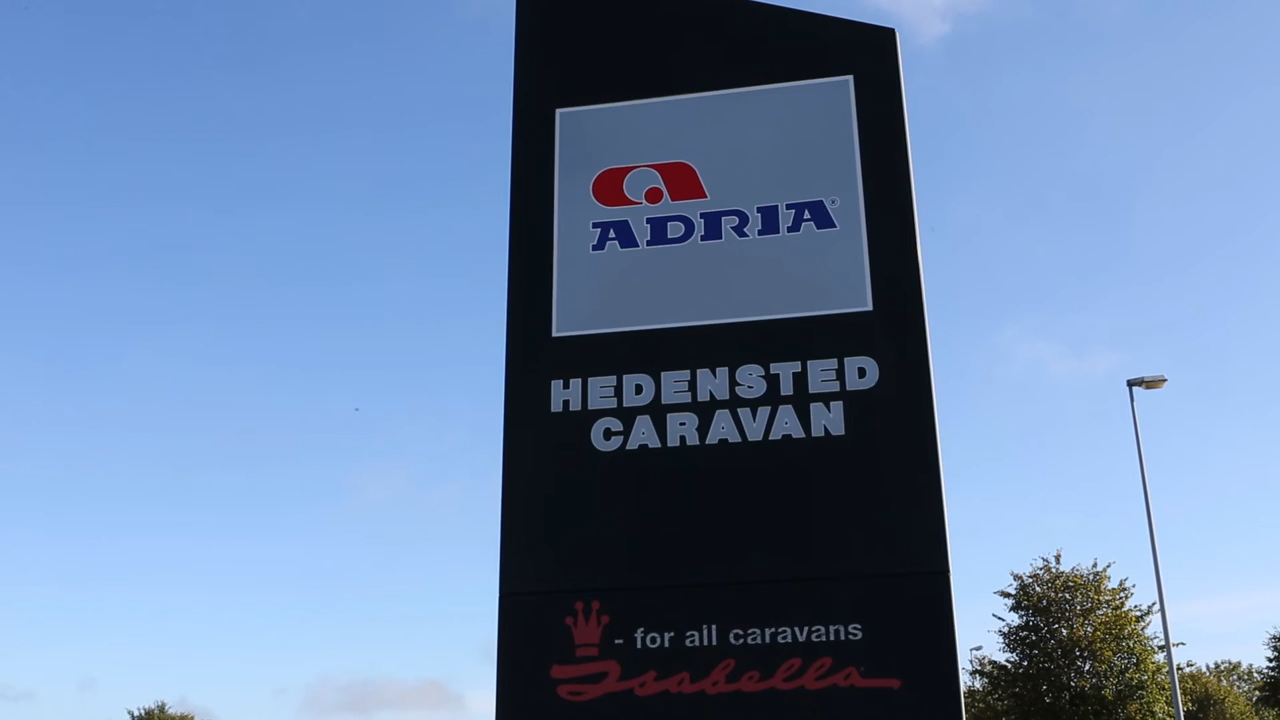 ADRIA®
HEDENSTED
CARAVAN
- for all caravans
Isabella